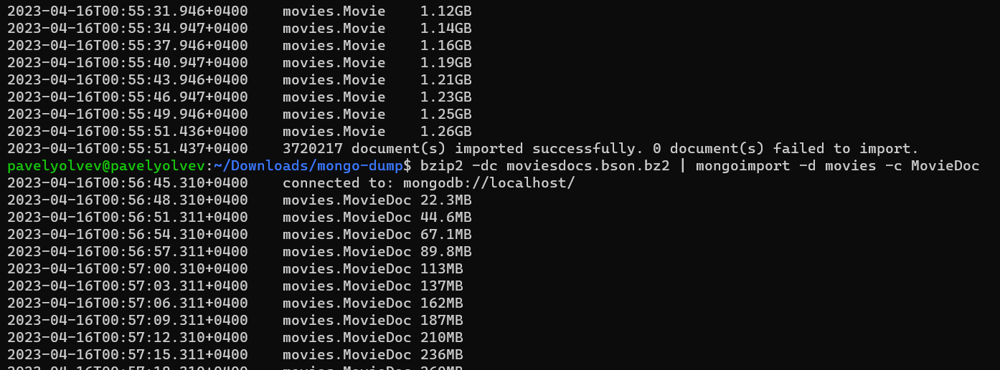 2023-04-16T00:55:31.946+0400    movies.Movie    1.12GB
2023-04-16T00:55:34.947+0400    movies.Movie    1.14GB
2023-04-16T00:55:37.946+0400    movies.Movie    1.16GB
2023-04-16T00:55:40.947+0400    movies.Movie    1.19GB
2023-04-16T00:55:43.946+0400    movies.Movie    1.21GB
2023-04-16T00:55:46.947+0400    movies.Movie    1.23GB
2023-04-16T00:55:49.946+0400    movies.Movie    1.25GB
2023-04-16T00:55:51.436+0400    movies.Movie    1.26GB
2023-04-16T00:55:51.437+0400    3720217 document(s) imported successfully. 0 document(s) failed to import.
pavelyolvev@pavelyolvev:~/Downloads/mongo-dump$ bzip2 -dc moviesdocs.bson.bz2 | mongoimport -d movies -c MovieDoc
2023-04-16T00:56:45.310+0400    connected to: mongodb://localhost/
2023-04-16T00:56:48.310+0400    movies.MovieDoc 22.3MB
2023-04-16T00:56:51.311+0400    movies.MovieDoc 44.6MB
2023-04-16T00:56:54.310+0400    movies.MovieDoc 67.1MB
2023-04-16T00:56:57.311+0400    movies.MovieDoc 89.8MB
2023-04-16T00:57:00.310+0400    movies.MovieDoc 113MB
2023-04-16T00:57:03.311+0400    movies.MovieDoc 137MB
2023-04-16T00:57:06.311+0400    movies.MovieDoc 162MB
2023-04-16T00:57:09.311+0400    movies.MovieDoc 187MB
2023-04-16T00:57:12.310+0400    movies.MovieDoc 210MB
2023-04-16T00:57:15.311+0400    movies.MovieDoc 236MB